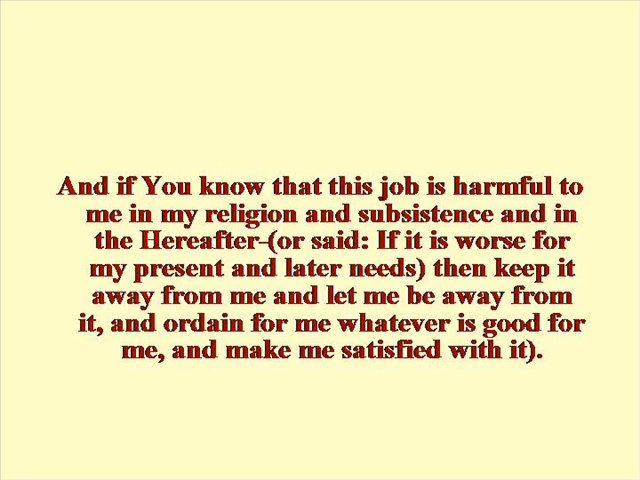 And if You know that this job is harmful to
me in my religion and subsistence and in
the Hereafter-(or said: If it is worse for
my present and later needs) then keep it
away from me and let me be away from
it, and ordain for me whatever is good for
me, and make me satisfied with it).